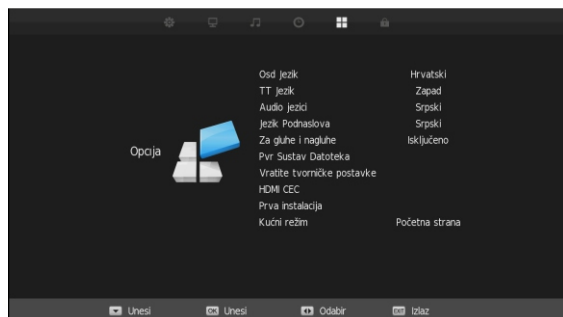 Opcija
Osd Jezik Hrvatski
TT Jezik Zapad
Audio jezici Srpski
Jezik Podnaslova Srpski
Za gluhe i nagluhe Isključeno
Pvr Sustav Datoteka
Vratite tvorničke postavke
HDMI CEC
Prva instalacija
Kućni režim Početna strana
Unesi OK Unesi Odabir EXIT Izlaz